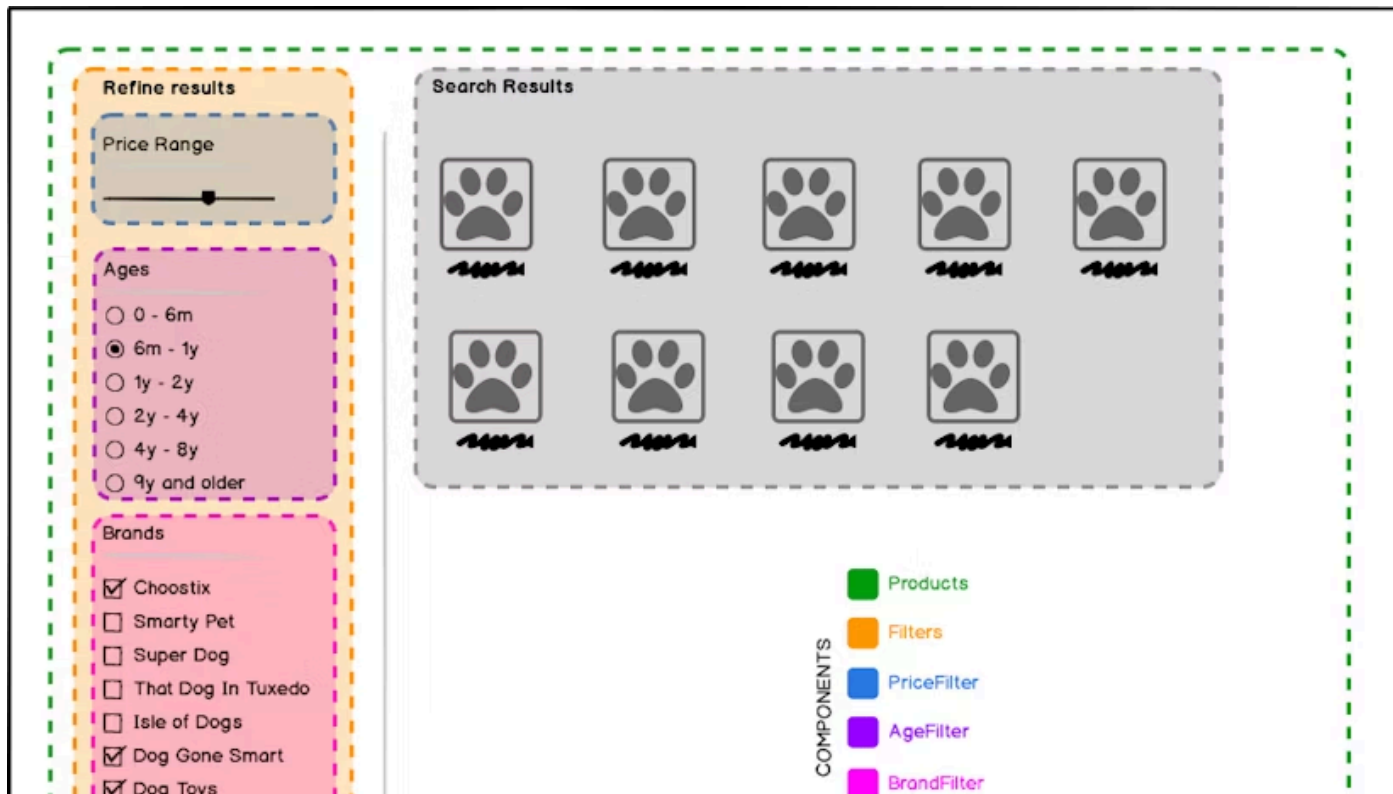 Refine results
Price Range
Ages
0 - 6m
6m - 1y
1y - 2y
2y - 4y
4y - 8y
9y and older
Brands
Choostix
Smarty Pet
Super Dog
That Dog In Tuxedo
Isle of Dogs
Dog Gone Smart
Dog Toys
Search Results
COMPONENTS
Products
Filters
PriceFilter
AgeFilter
BrandFilter